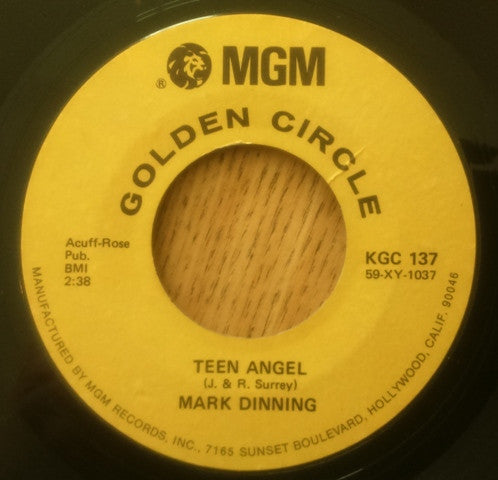 ® MGM
GOLDEN CIRCLE
Acuff-Rose
Pub.
BMI
2:38
KGC 137
59-XY-1037
TEEN ANGEL
(J. & R. Surrey)
MARK DINNING
MANUFACTURED BY MGM RECORDS, INC., 7165 SUNSET BOULEVARD, HOLLYWOOD, CALIF. 90046